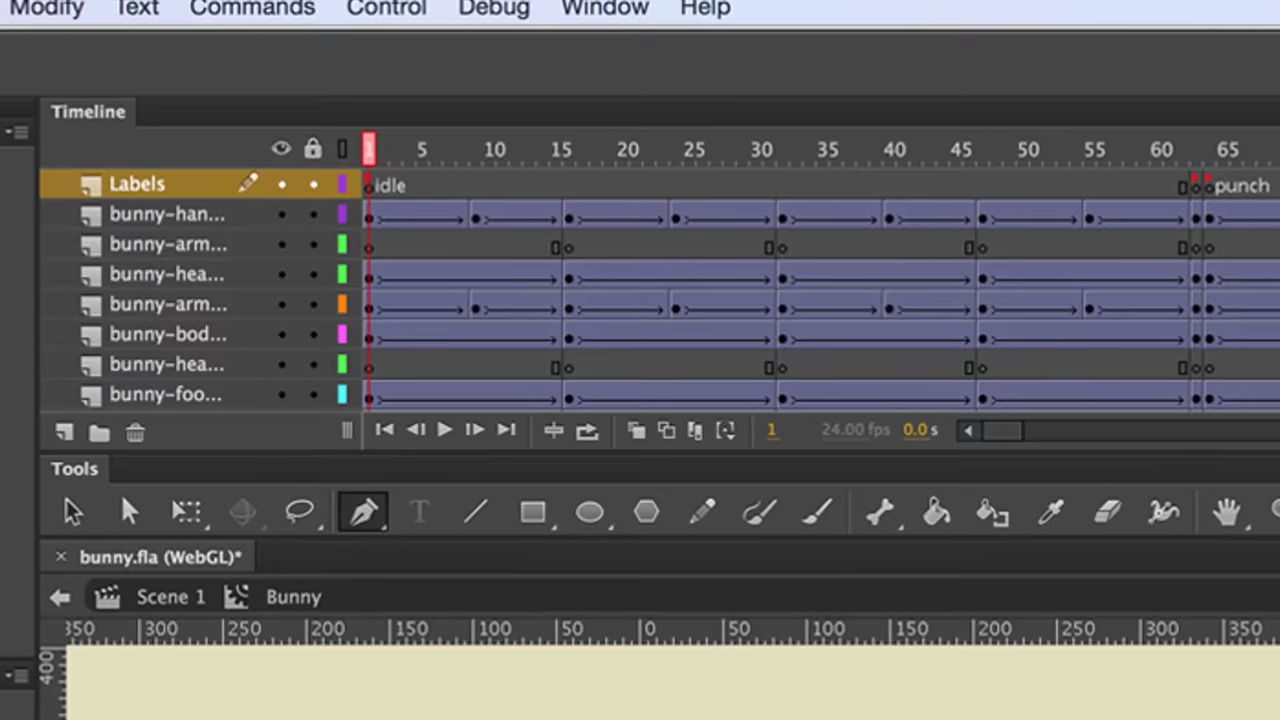 Modify Text Commands Control Debug Window Help
Timeline
1 5 10 15 20 25 30 35 40 45 50 55 60 65
Labels idle punch
bunny-han...
bunny-arm...
bunny-hea...
bunny-arm...
bunny-bod...
bunny-hea...
bunny-foo...
1 24.00 fps 0.0 s
Tools
T
× bunny.fla (WebGL)*
Scene 1 Bunny
350 300 250 200 150 100 50 0 50 100 150 200 250 300 350
400